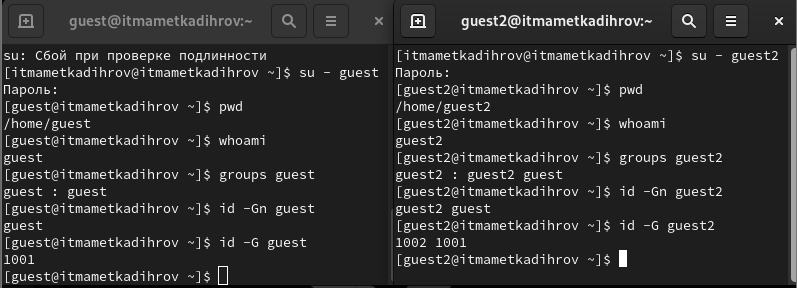 guest@itmametkadihrov:~
su: Сбой при проверке подлинности
[itmametkadihrov@itmametkadihrov ~]$ su - guest
Пароль:
[guest@itmametkadihrov ~]$ pwd
/home/guest
[guest@itmametkadihrov ~]$ whoami
guest
[guest@itmametkadihrov ~]$ groups guest
guest : guest
[guest@itmametkadihrov ~]$ id -Gn guest
guest
[guest@itmametkadihrov ~]$ id -G guest
1001
[guest@itmametkadihrov ~]$
guest2@itmametkadihrov:~
[itmametkadihrov@itmametkadihrov ~]$ su - guest2
Пароль:
[guest2@itmametkadihrov ~]$ pwd
/home/guest2
[guest2@itmametkadihrov ~]$ whoami
guest2
[guest2@itmametkadihrov ~]$ groups guest2
guest2 : guest2 guest
[guest2@itmametkadihrov ~]$ id -Gn guest2
guest2 guest
[guest2@itmametkadihrov ~]$ id -G guest2
1002 1001
[guest2@itmametkadihrov ~]$